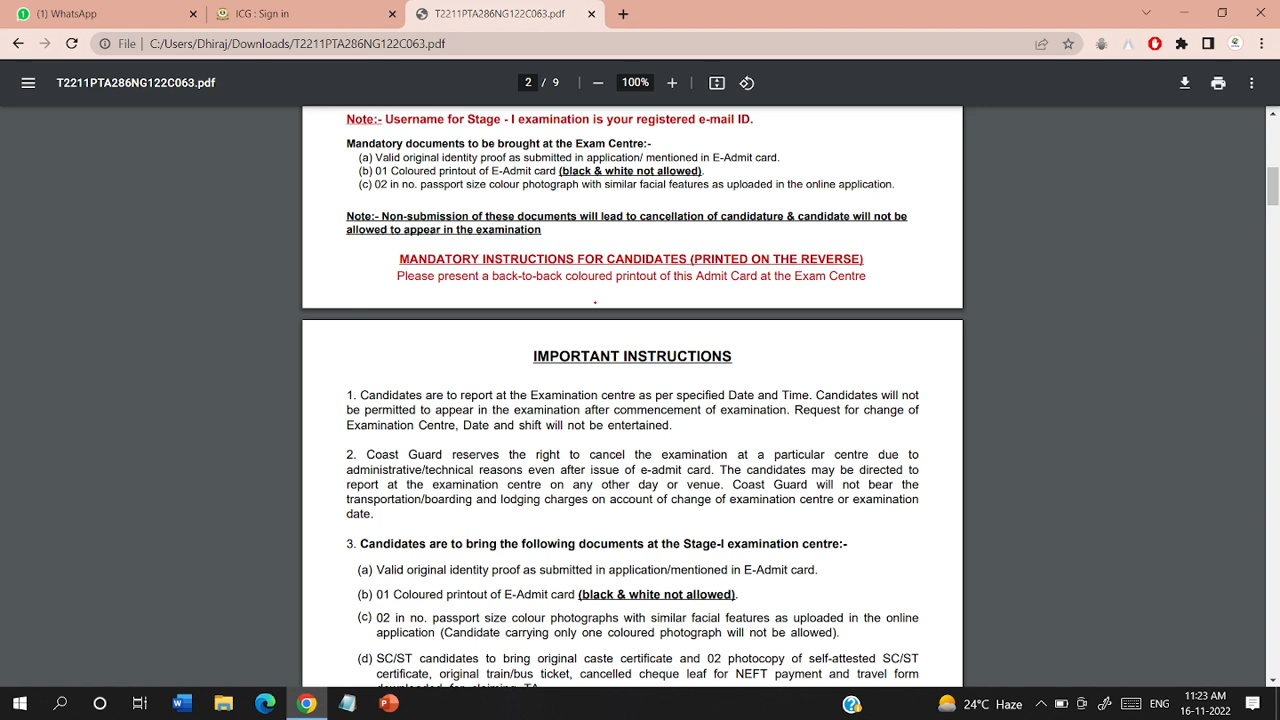 (1) WhatsApp
ICG : Sign in
T2211PTA286NG122C063.pdf
File
C:/Users/Dhiraj/Downloads/T2211PTA286NG122C063.pdf
T2211PTA286NG122C063.pdf
2 / 9
100%
Note:- Username for Stage - I examination is your registered e-mail ID.
Mandatory documents to be brought at the Exam Centre:-
(a) Valid original identity proof as submitted in application/ mentioned in E-Admit card.
(b) 01 Coloured printout of E-Admit card (black & white not allowed).
(c) 02 in no. passport size colour photograph with similar facial features as uploaded in the online application.
Note:- Non-submission of these documents will lead to cancellation of candidature & candidate will not be
allowed to appear in the examination
MANDATORY INSTRUCTIONS FOR CANDIDATES (PRINTED ON THE REVERSE)
Please present a back-to-back coloured printout of this Admit Card at the Exam Centre
IMPORTANT INSTRUCTIONS
1. Candidates are to report at the Examination centre as per specified Date and Time. Candidates will not
be permitted to appear in the examination after commencement of examination. Request for change of
Examination Centre, Date and shift will not be entertained.
2. Coast Guard reserves the right to cancel the examination at a particular centre due to
administrative/technical reasons even after issue of e-admit card. The candidates may be directed to
report at the examination centre on any other day or venue. Coast Guard will not bear the
transportation/boarding and lodging charges on account of change of examination centre or examination
date.
3. Candidates are to bring the following documents at the Stage-I examination centre:-
(a) Valid original identity proof as submitted in application/mentioned in E-Admit card.
(b) 01 Coloured printout of E-Admit card (black & white not allowed).
(c) 02 in no. passport size colour photographs with similar facial features as uploaded in the online
application (Candidate carrying only one coloured photograph will not be allowed).
(d) SC/ST candidates to bring original caste certificate and 02 photocopy of self-attested SC/ST
certificate, original train/bus ticket, cancelled cheque leaf for NEFT payment and travel form
downloaded for claiming TA
24°C Haze
ENG
11:23 AM
16-11-2022